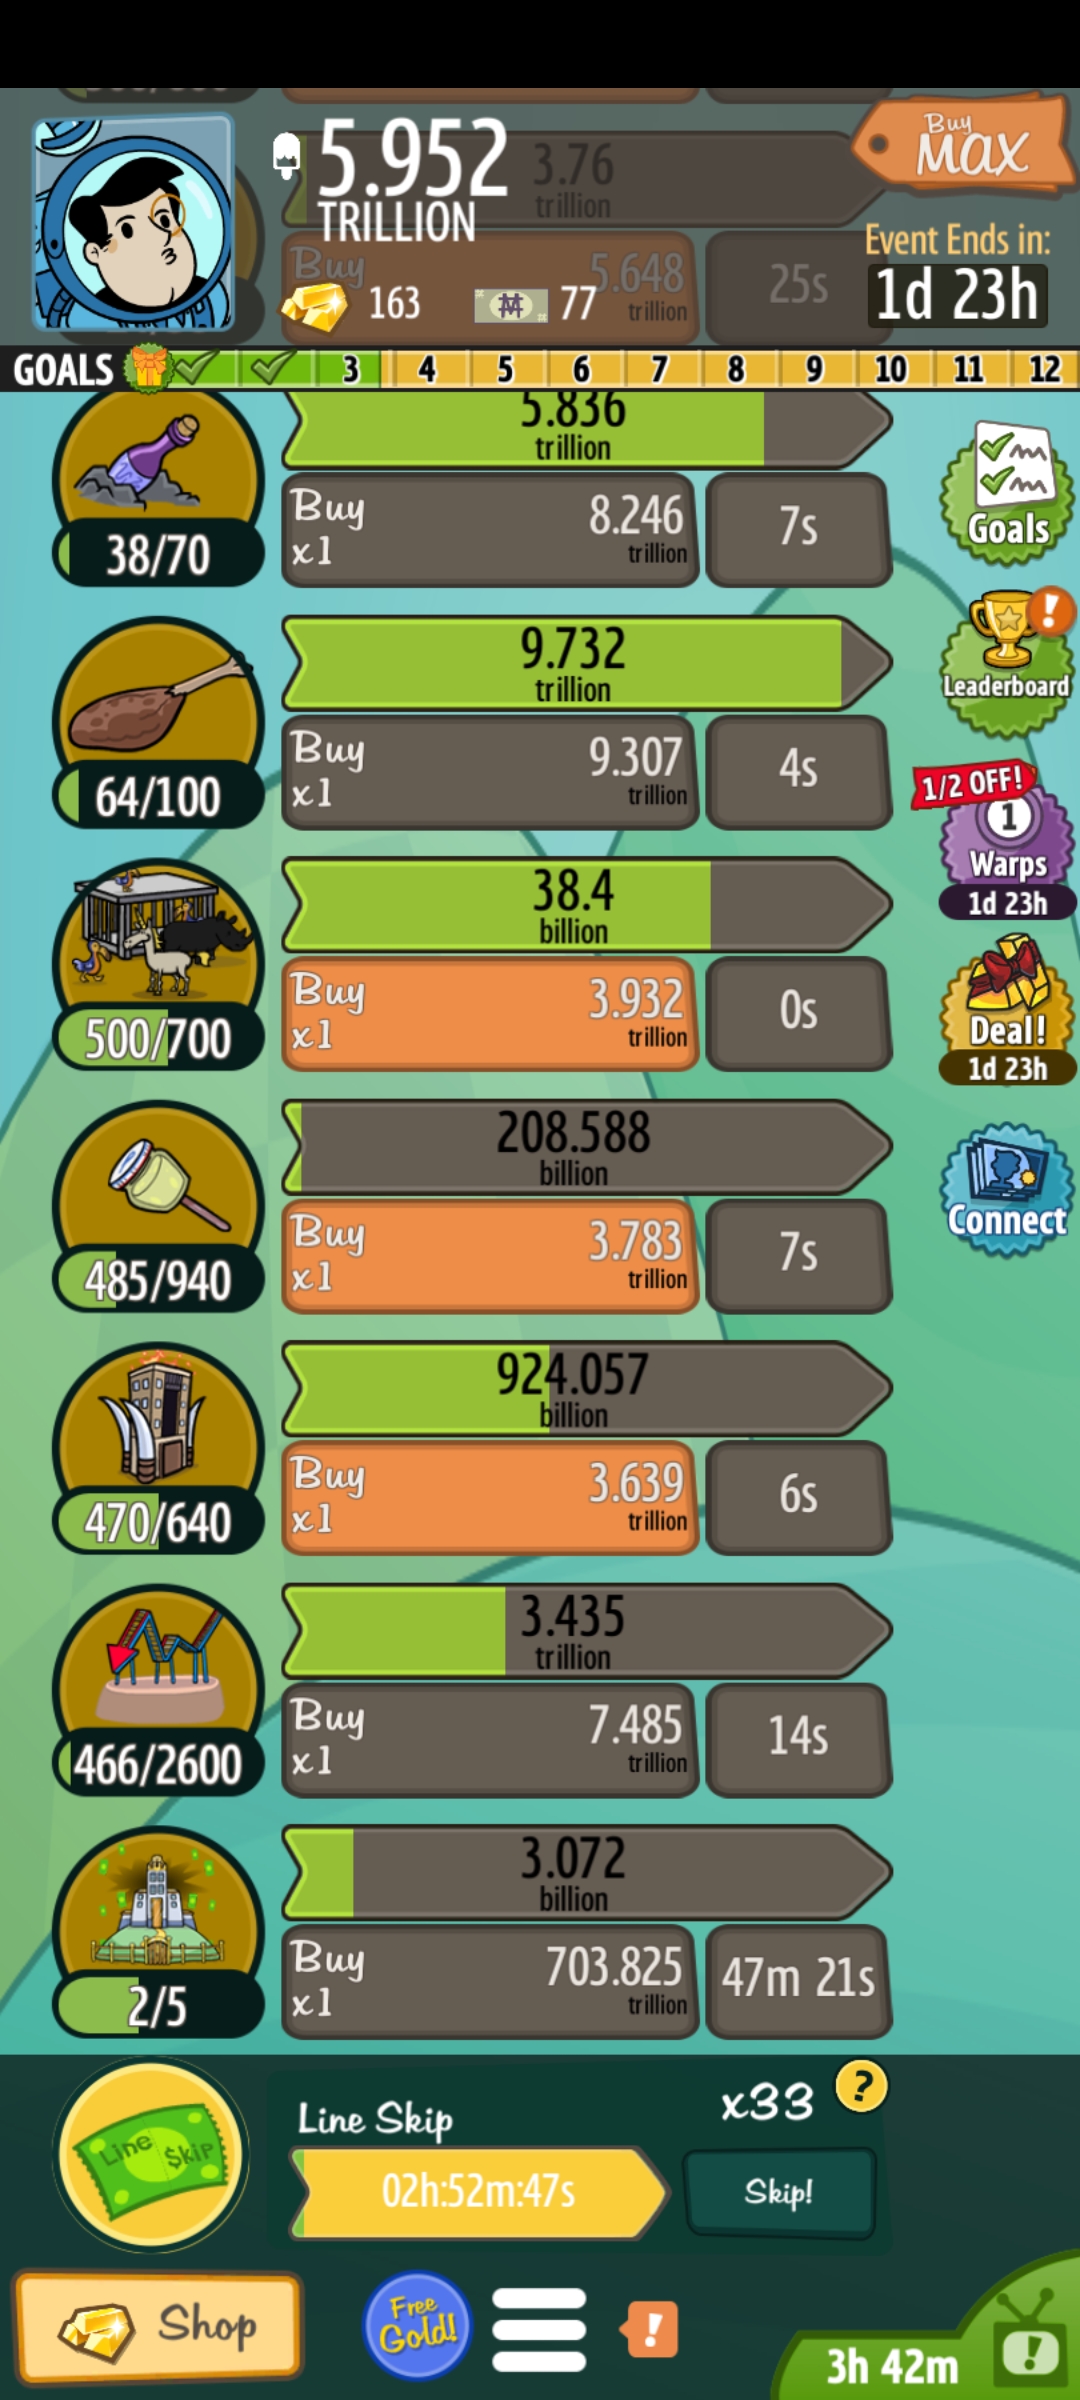 Buy
MAX
5.952
TRILLION
3.76
trillion
Event Ends in:
1d 23h
Buy
5.648
trillion
25s
163
77
GOALS 3 4 5 6 7 8 9 10 11 12
5.836
trillion
Buy
x1
8.246
trillion
7s
38/70
Goals
9.732
trillion
Leaderboard
Buy
x1
9.307
trillion
4s
64/100
1/2 OFF!
1
Warps
1d 23h
38.4
billion
Buy
x1
3.932
trillion
0s
500/700
Deal!
1d 23h
208.588
billion
Connect
Buy
x1
3.783
trillion
7s
485/940
924.057
billion
Buy
x1
3.639
trillion
6s
470/640
3.435
trillion
Buy
x1
7.485
trillion
14s
466/2600
3.072
billion
Buy
x1
703.825
trillion
47m 21s
2/5
Line $kip
Line Skip
x33
?
02h:52m:47s
Skip!
Shop
Free
Gold!
!
3h 42m
!